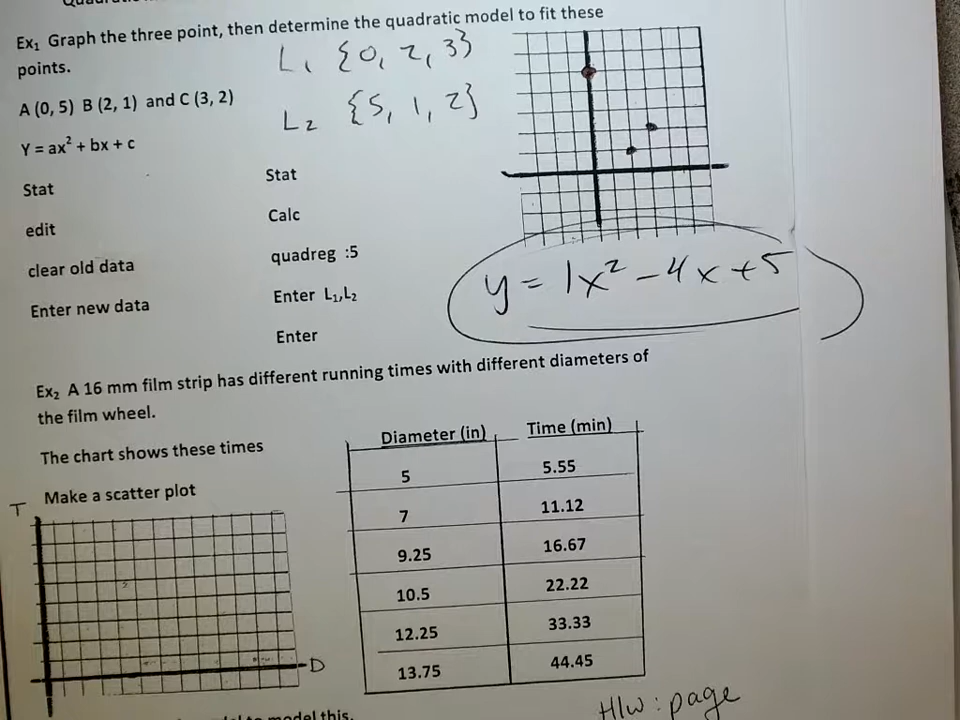 Ex₁ Graph the three point, then determine the quadratic model to fit these
points.
L₁ {0, 2, 3}
A (0, 5) B (2, 1) and C (3, 2)
L₂ {5, 1, 2}
Y = ax² + bx + c
Stat
edit
clear old data
Enter new data
Stat
Calc
quadreg :5
Enter L₁,L₂
Enter
y = 1x² - 4x + 5
Ex₂ A 16 mm film strip has different running times with different diameters of
the film wheel.
The chart shows these times
Make a scatter plot
T
D
Diameter (in) Time (min)
5 5.55
7 11.12
9.25 16.67
10.5 22.22
12.25 33.33
13.75 44.45
model this.
H/w : page